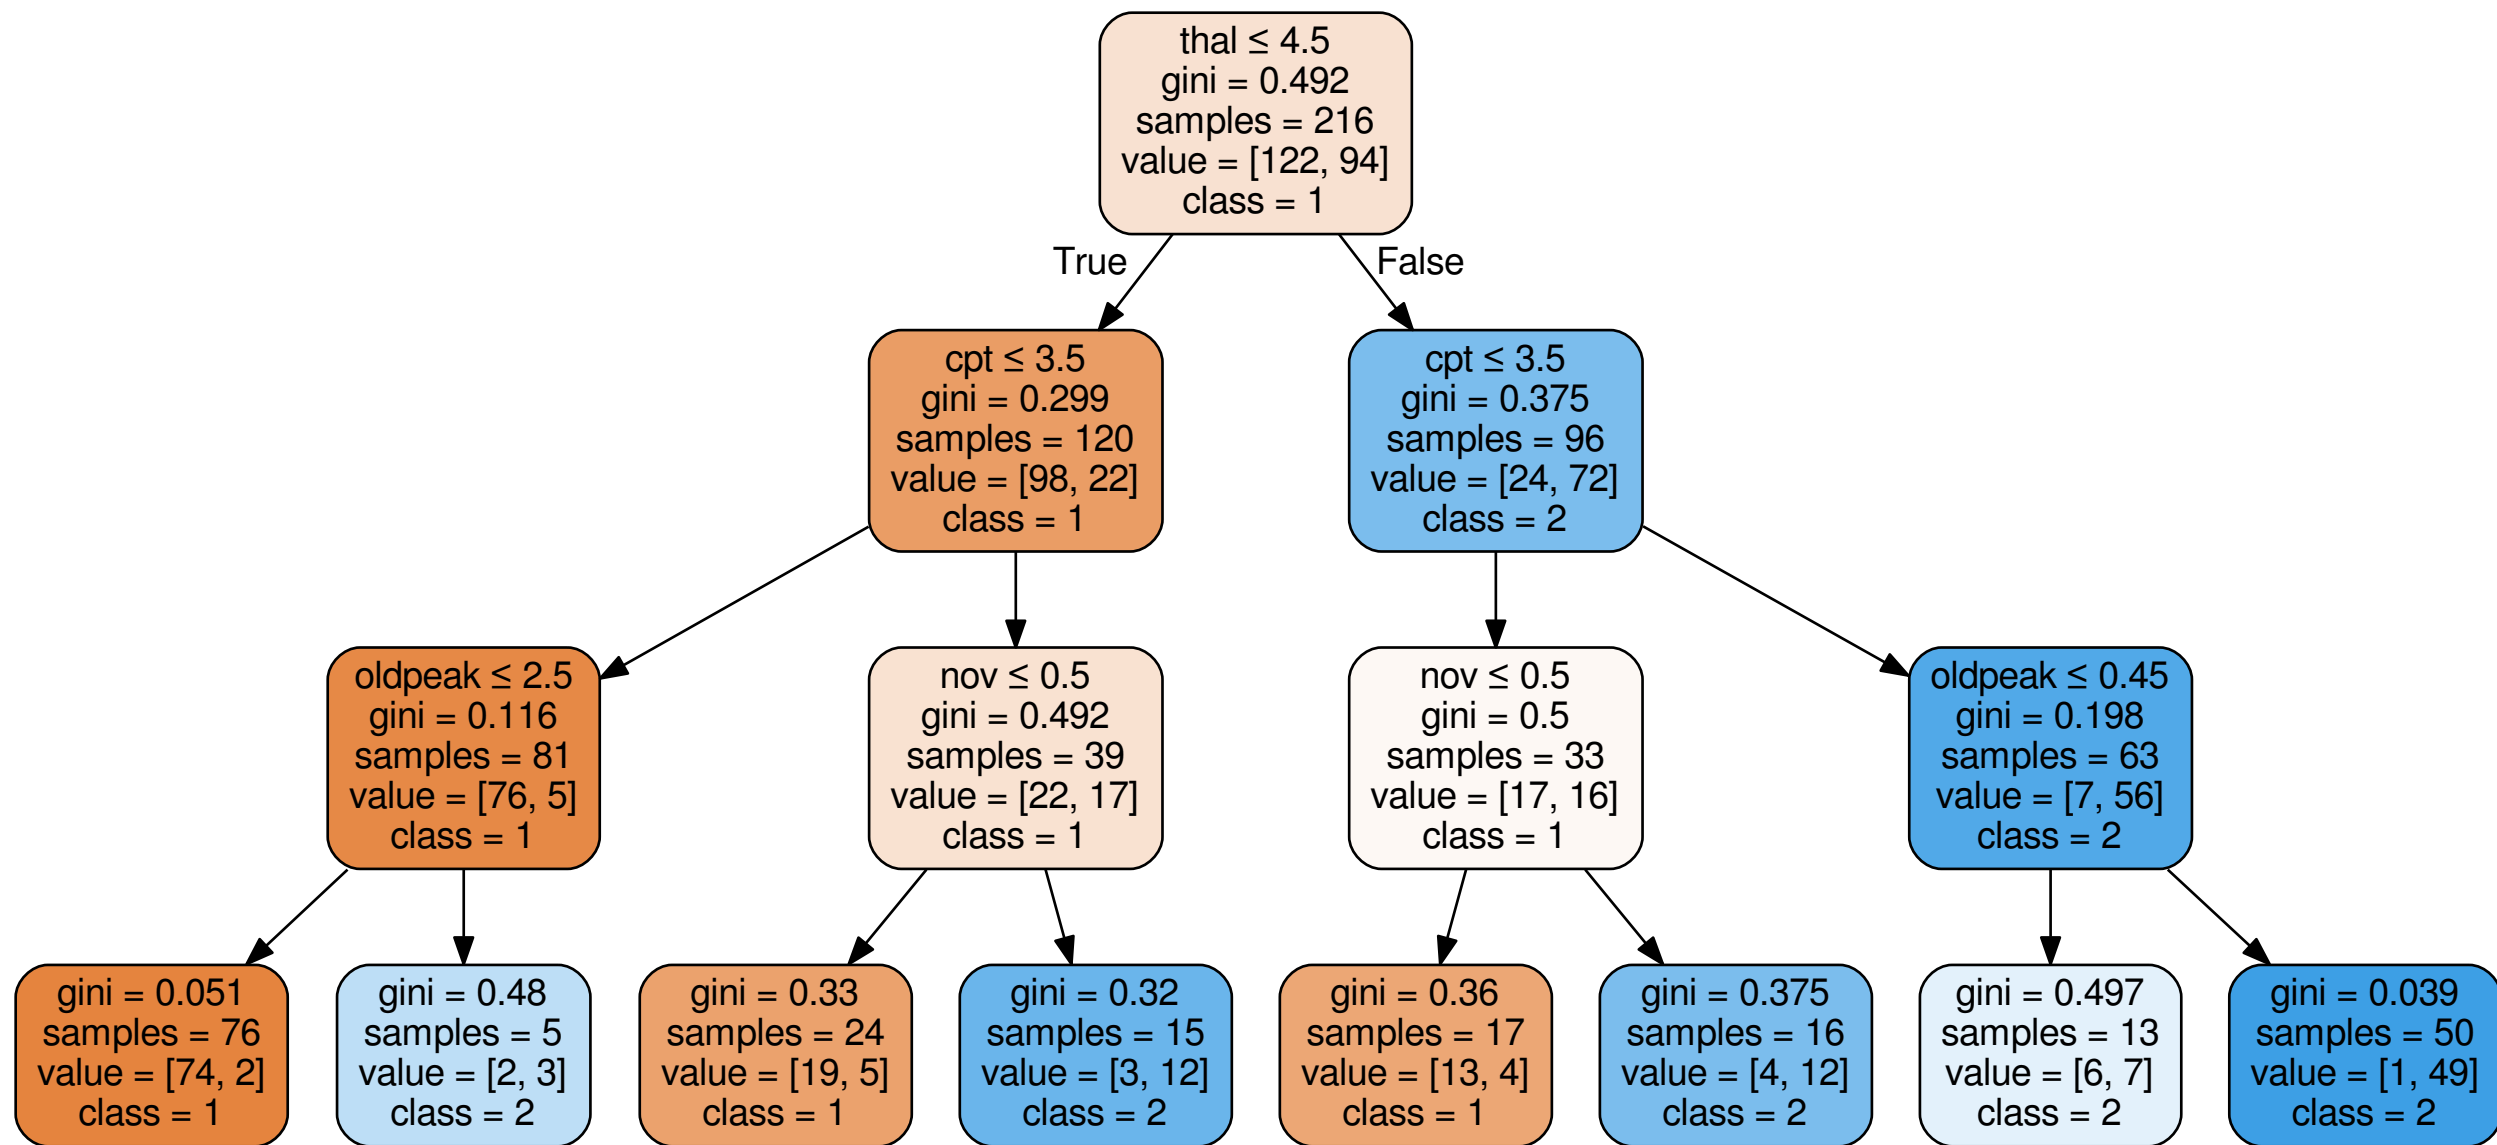 thal ≤ 4.5
gini = 0.492
samples = 216
value = [122, 94]
class = 1
True
False
cpt ≤ 3.5
gini = 0.299
samples = 120
value = [98, 22]
class = 1
cpt ≤ 3.5
gini = 0.375
samples = 96
value = [24, 72]
class = 2
oldpeak ≤ 2.5
gini = 0.116
samples = 81
value = [76, 5]
class = 1
nov ≤ 0.5
gini = 0.492
samples = 39
value = [22, 17]
class = 1
nov ≤ 0.5
gini = 0.5
samples = 33
value = [17, 16]
class = 1
oldpeak ≤ 0.45
gini = 0.198
samples = 63
value = [7, 56]
class = 2
gini = 0.051
samples = 76
value = [74, 2]
class = 1
gini = 0.48
samples = 5
value = [2, 3]
class = 2
gini = 0.33
samples = 24
value = [19, 5]
class = 1
gini = 0.32
samples = 15
value = [3, 12]
class = 2
gini = 0.36
samples = 17
value = [13, 4]
class = 1
gini = 0.375
samples = 16
value = [4, 12]
class = 2
gini = 0.497
samples = 13
value = [6, 7]
class = 2
gini = 0.039
samples = 50
value = [1, 49]
class = 2